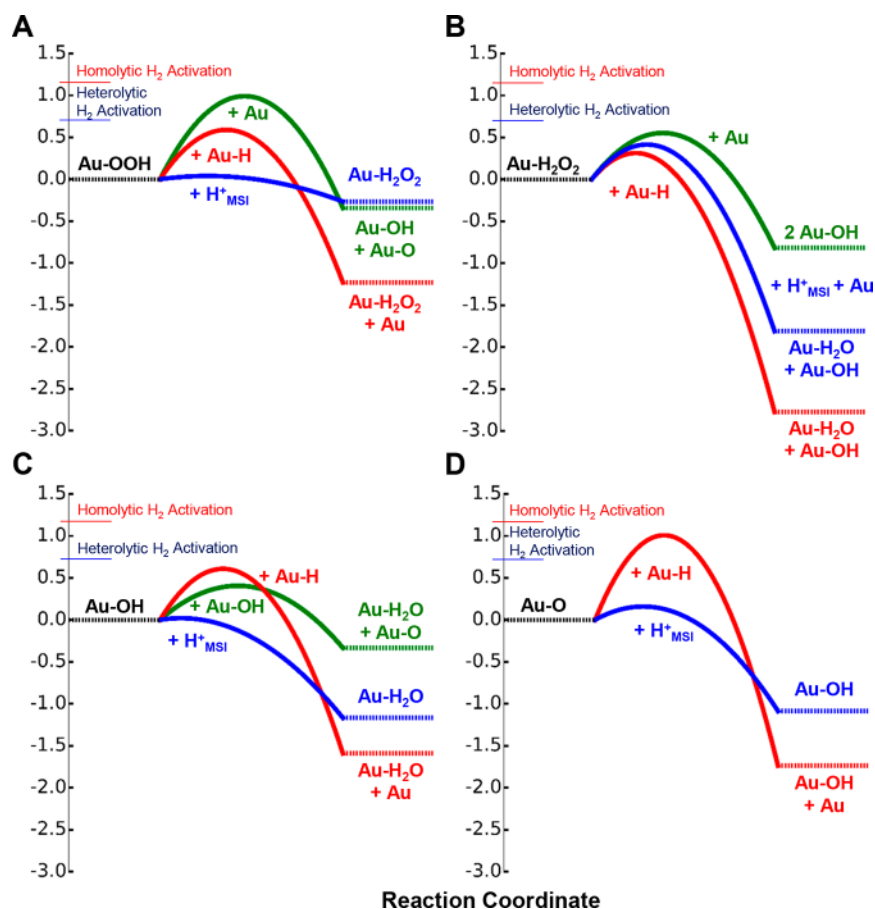 A
1.5
1.0
0.5
0.0
-0.5
-1.0
-1.5
-2.0
-2.5
-3.0
Homolytic H₂ Activation
Heterolytic
H₂ Activation
Au-OOH
+ Au
+ Au-H
+ H⁺MSI
Au-H₂O₂
Au-OH
+ Au-O
Au-H₂O₂
+ Au
B
1.5
1.0
0.5
0.0
-0.5
-1.0
-1.5
-2.0
-2.5
-3.0
Homolytic H₂ Activation
Heterolytic H₂ Activation
Au-H₂O₂
+ Au
+ Au-H
2 Au-OH
+ H⁺MSI + Au
Au-H₂O
+ Au-OH
Au-H₂O
+ Au-OH
C
1.5
1.0
0.5
0.0
-0.5
-1.0
-1.5
-2.0
-2.5
-3.0
Homolytic H₂ Activation
Heterolytic H₂ Activation
Au-OH
+ Au-H
+ Au-OH
+ H⁺MSI
Au-H₂O
+ Au-O
Au-H₂O
Au-H₂O
+ Au
D
1.5
1.0
0.5
0.0
-0.5
-1.0
-1.5
-2.0
-2.5
-3.0
Homolytic H₂ Activation
Heterolytic
H₂ Activation
Au-O
+ Au-H
+ H⁺MSI
Au-OH
Au-OH
+ Au
Reaction Coordinate